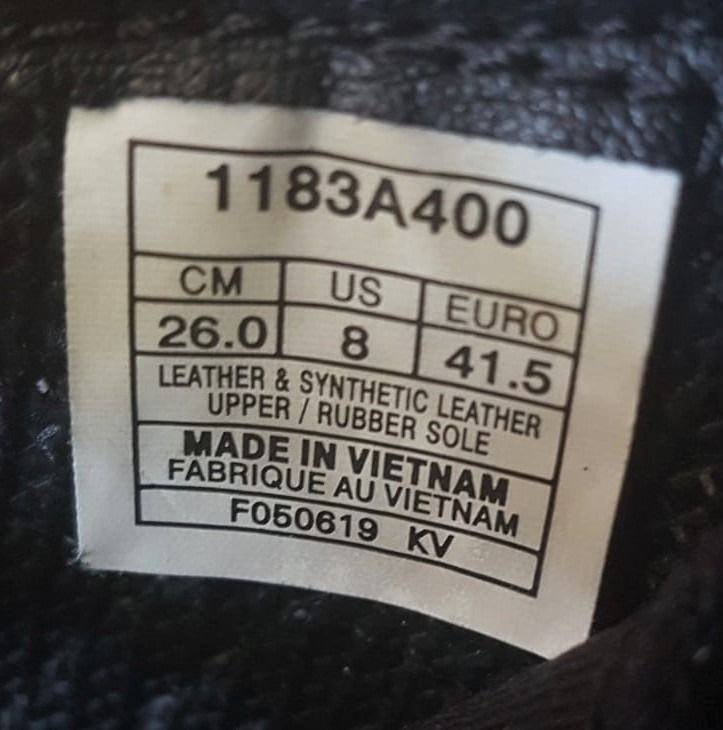 1183A400
CM US EURO
26.0 8 41.5
LEATHER & SYNTHETIC LEATHER
UPPER / RUBBER SOLE
MADE IN VIETNAM
FABRIQUE AU VIETNAM
F050619 KV